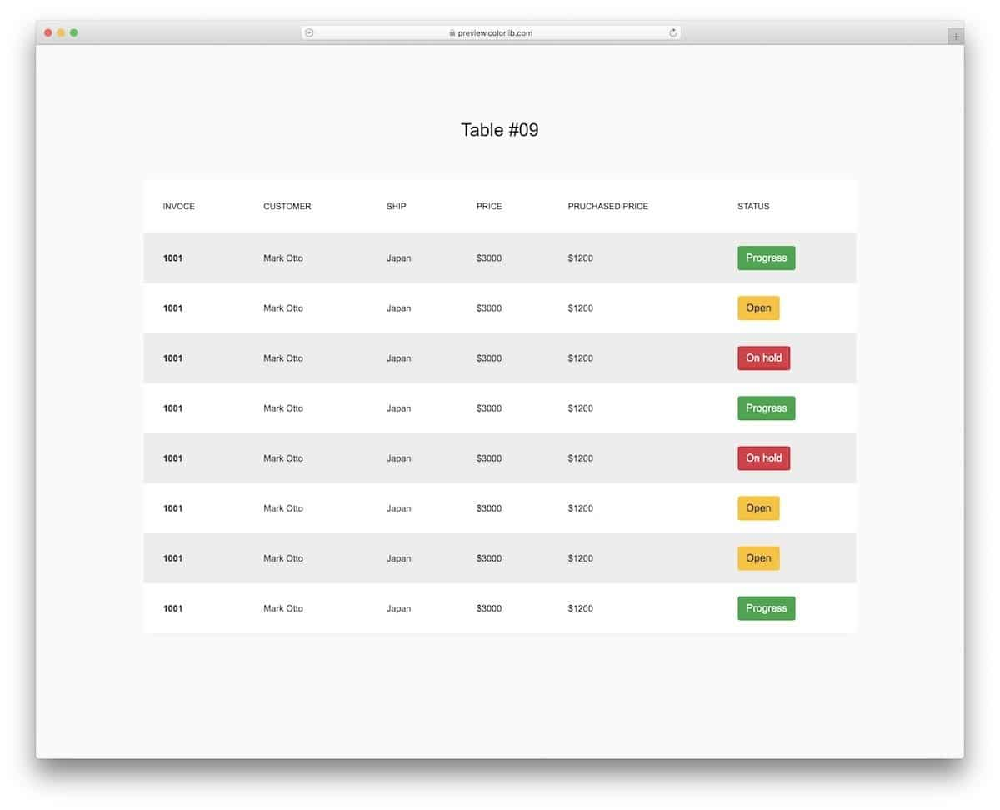 preview.colorlib.com
Table #09
INVOCE CUSTOMER SHIP PRICE PRUCHASED PRICE STATUS
1001 Mark Otto Japan $3000 $1200 Progress
1001 Mark Otto Japan $3000 $1200 Open
1001 Mark Otto Japan $3000 $1200 On hold
1001 Mark Otto Japan $3000 $1200 Progress
1001 Mark Otto Japan $3000 $1200 On hold
1001 Mark Otto Japan $3000 $1200 Open
1001 Mark Otto Japan $3000 $1200 Open
1001 Mark Otto Japan $3000 $1200 Progress